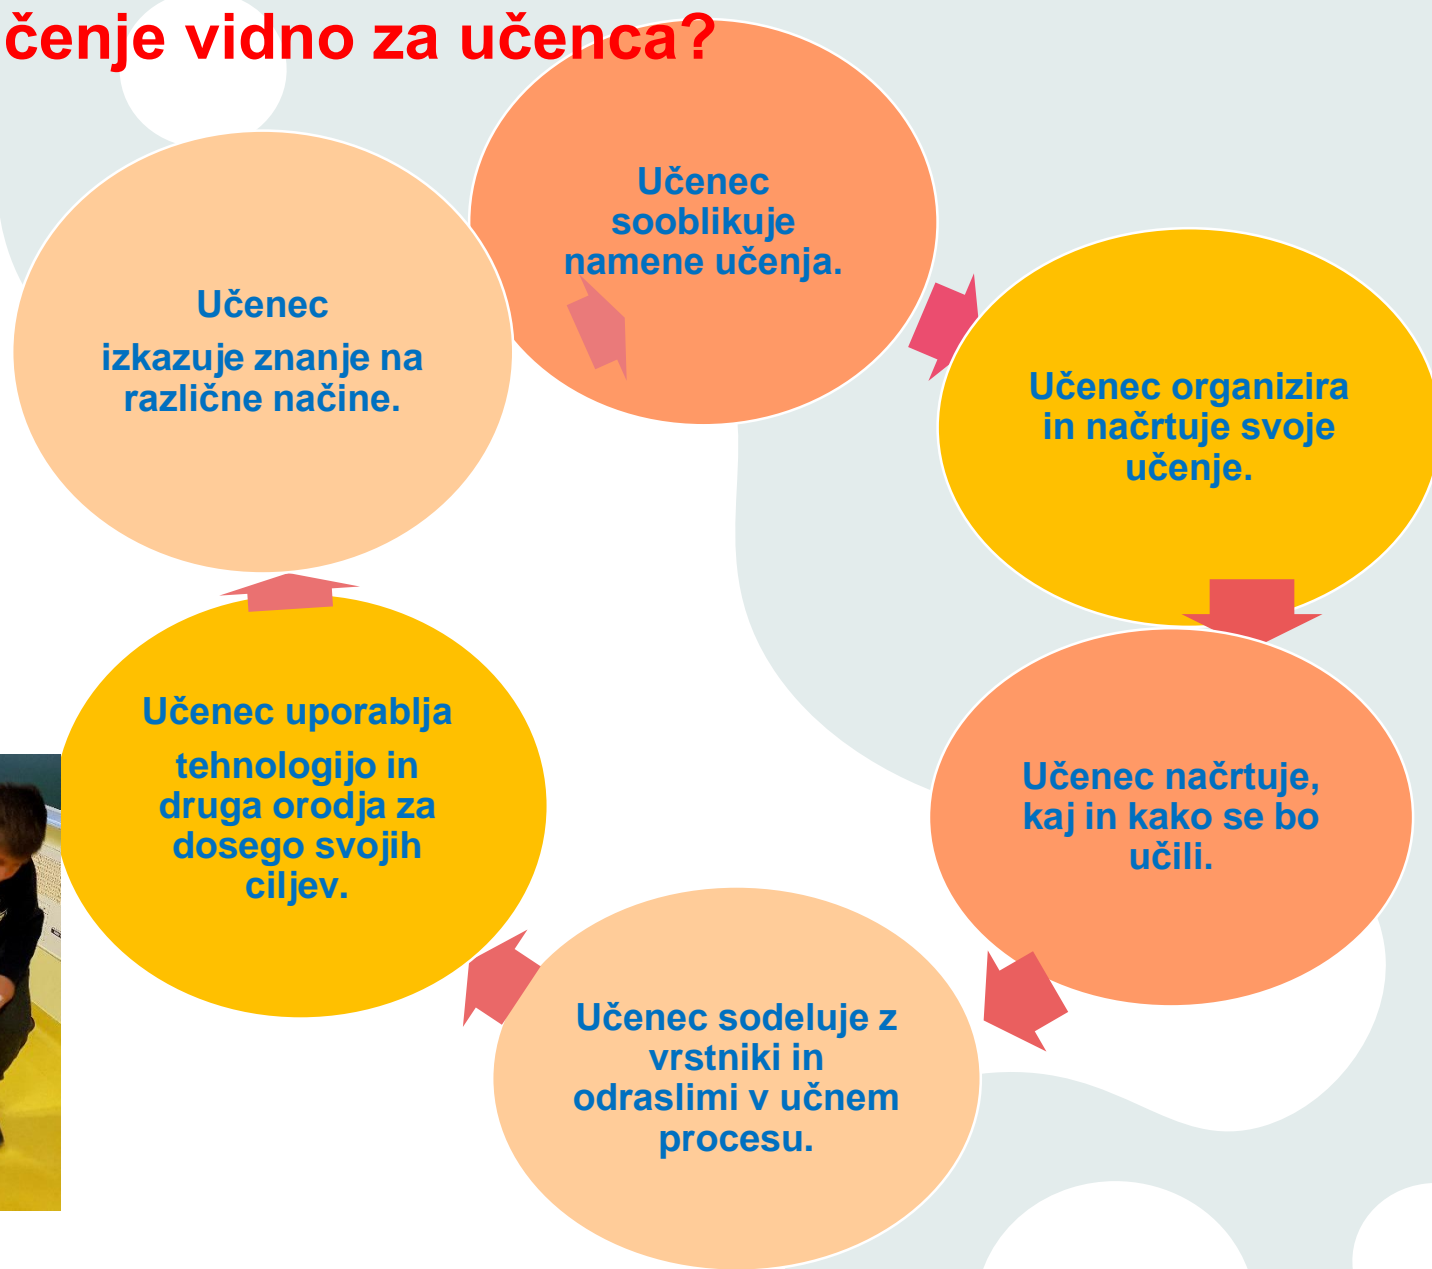 čenje vidno za učenca?
Učenec
sooblikuje
namene učenja.
Učenec organizira
in načrtuje svoje
učenje.
Učenec načrtuje,
kaj in kako se bo
učili.
Učenec sodeluje z
vrstniki in
odraslimi v učnem
procesu.
Učenec uporablja
tehnologijo in
druga orodja za
dosego svojih
ciljev.
Učenec
izkazuje znanje na
različne načine.